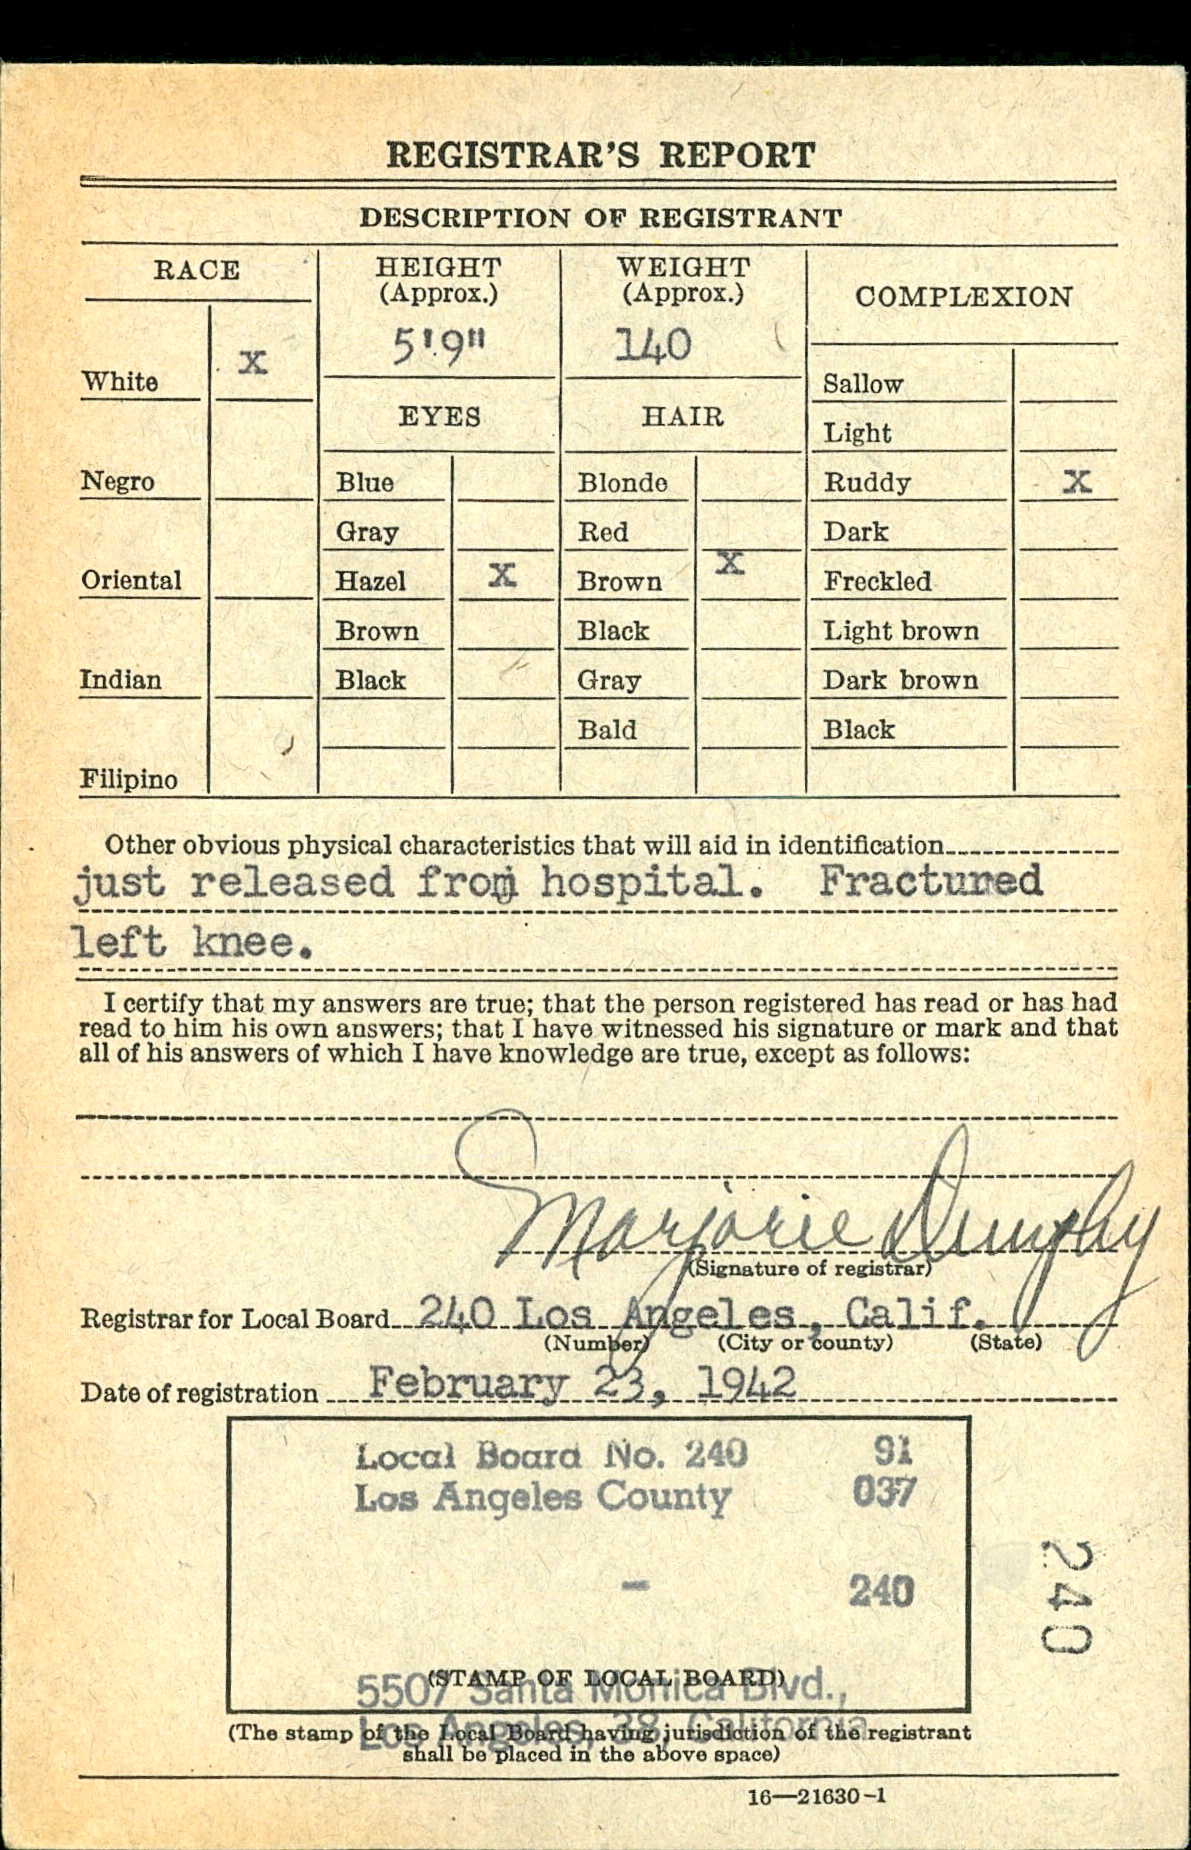 REGISTRAR'S REPORT
DESCRIPTION OF REGISTRANT
RACE
HEIGHT
(Approx.)
5'9"
WEIGHT
(Approx.)
140
COMPLEXION
White X
Negro
Oriental
Indian
Filipino
EYES
Blue
Gray
Hazel X
Brown
Black
HAIR
Blonde
Red
Brown X
Black
Gray
Bald
Sallow
Light
Ruddy X
Dark
Freckled
Light brown
Dark brown
Black
Other obvious physical characteristics that will aid in identification
just released from hospital. Fractured
left knee.
I certify that my answers are true; that the person registered has read or has had
read to him his own answers; that I have witnessed his signature or mark and that
all of his answers of which I have knowledge are true, except as follows:
Marjorie Dunphy
(Signature of registrar)
Registrar for Local Board 240 Los Angeles, Calif.
(Number) (City or county) (State)
Date of registration February 23, 1942
Local Board No. 240 91
Los Angeles County 037
- 240
240
(STAMP OF LOCAL BOARD)
5507 Santa Monica Blvd.,
Los Angeles, 38, California
(The stamp of the Local Board having jurisdiction of the registrant
shall be placed in the above space)
16—21630-1